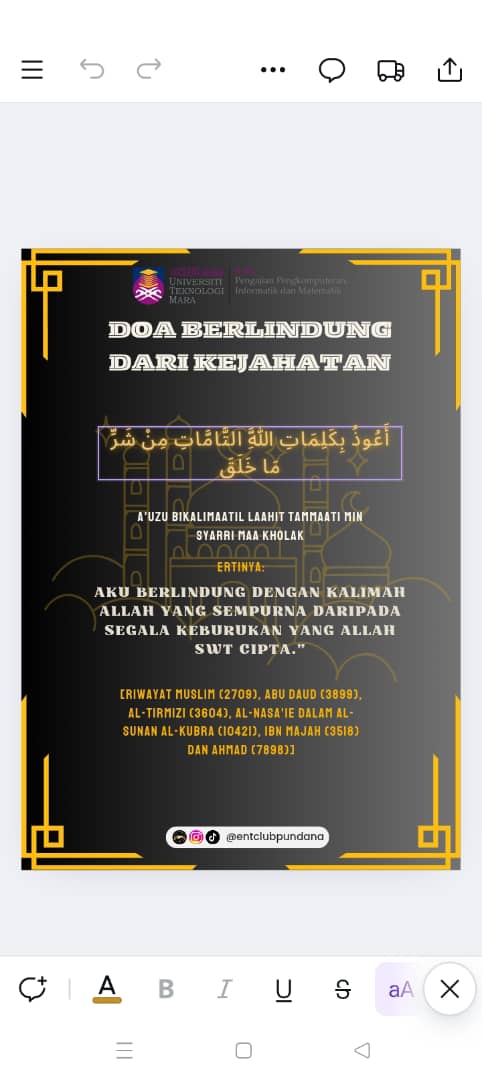 UNIVERSITI
TEKNOLOGI
MARA
Pengajian Pengkomputeran,
Informatik dan Matematik
DOA BERLINDUNG
DARI KEJAHATAN
أَعُوذُ بِكَلِمَاتِ اللَّهِ التَّامَّاتِ مِنْ شَرِّ
مَا خَلَقَ
A'UZU BIKALIMAATIL LAAHIT TAMMAATI MIN
SYARRI MAA KHOLAK
ERTINYA:
AKU BERLINDUNG DENGAN KALIMAH
ALLAH YANG SEMPURNA DARIPADA
SEGALA KEBURUKAN YANG ALLAH
SWT CIPTA."
[RIWAYAT MUSLIM (2709), ABU DAUD (3899),
AL-TIRMIZI (3604), AL-NASA'IE DALAM AL-
SUNAN AL-KUBRA (10421), IBN MAJAH (3518)
DAN AHMAD (7898)]
@entclubpundana
A B I U S aA